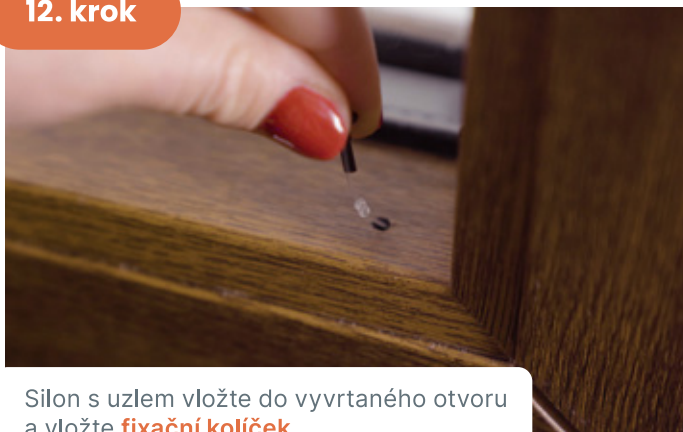 12. krok
Silon s uzlem vložte do vyvrtaného otvoru
a vložte fixační kolíček